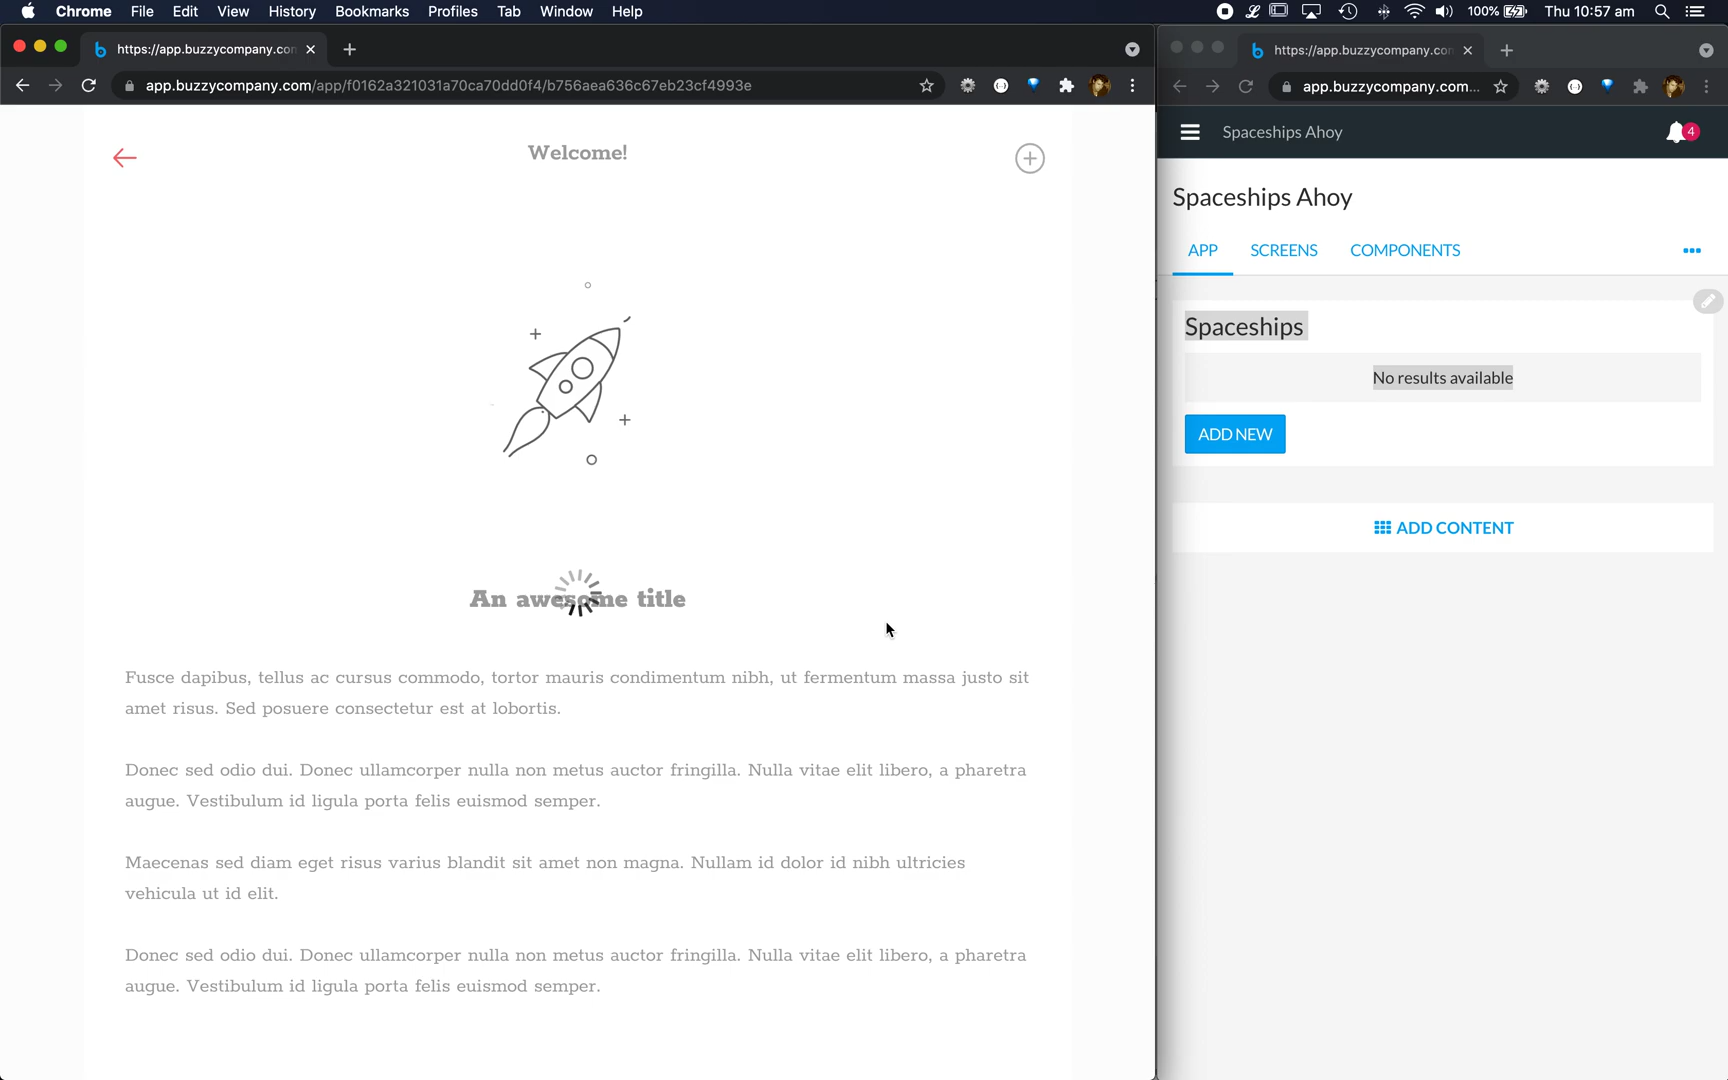 Chrome File Edit View History Bookmarks Profiles Tab Window Help 100% Thu 10:57 am
https://app.buzzycompany.con
app.buzzycompany.com/app/f0162a321031a70ca70dd0f4/b756aea636c67eb23cf4993e
Welcome!
An awesome title
Fusce dapibus, tellus ac cursus commodo, tortor mauris condimentum nibh, ut fermentum massa justo sit
amet risus. Sed posuere consectetur est at lobortis.
Donec sed odio dui. Donec ullamcorper nulla non metus auctor fringilla. Nulla vitae elit libero, a pharetra
augue. Vestibulum id ligula porta felis euismod semper.
Maecenas sed diam eget risus varius blandit sit amet non magna. Nullam id dolor id nibh ultricies
vehicula ut id elit.
Donec sed odio dui. Donec ullamcorper nulla non metus auctor fringilla. Nulla vitae elit libero, a pharetra
augue. Vestibulum id ligula porta felis euismod semper.
https://app.buzzycompany.con
app.buzzycompany.com...
Spaceships Ahoy 4
Spaceships Ahoy
APP SCREENS COMPONENTS
Spaceships
No results available
ADD NEW
ADD CONTENT